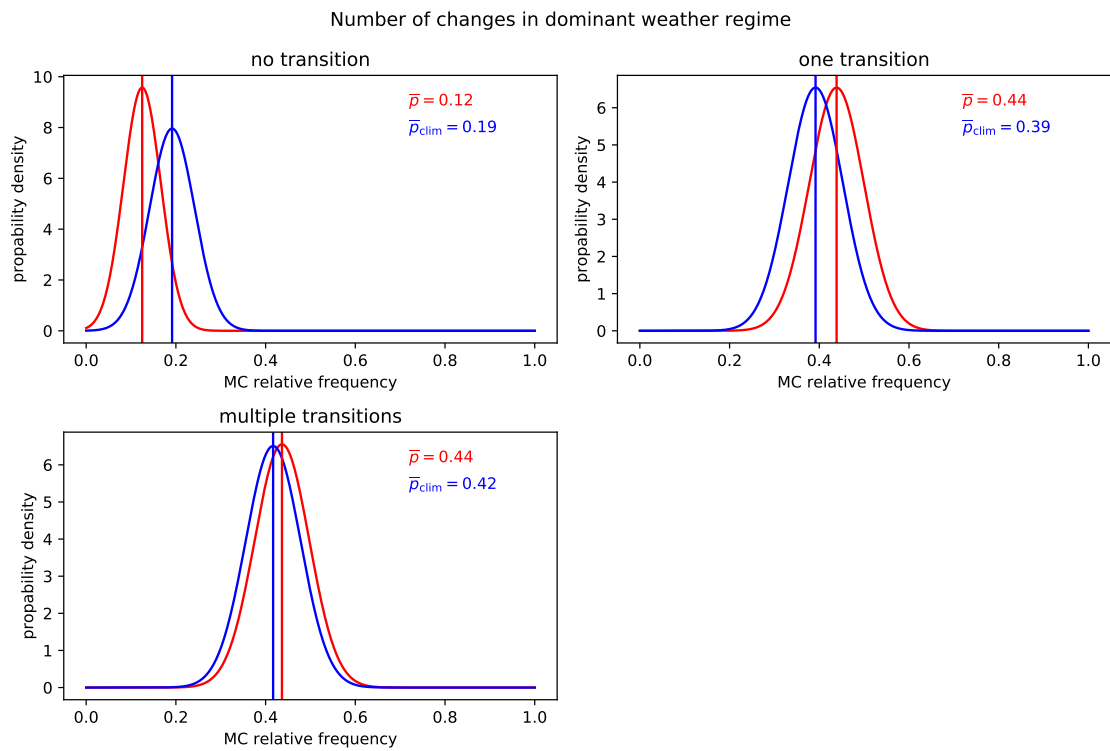 Number of changes in dominant weather regime
no transition
propability density
10
8
6
4
2
0
p̅ = 0.12
p̅clim = 0.19
0.0 0.2 0.4 0.6 0.8 1.0
MC relative frequency
one transition
propability density
6
5
4
3
2
1
0
p̅ = 0.44
p̅clim = 0.39
0.0 0.2 0.4 0.6 0.8 1.0
MC relative frequency
multiple transitions
propability density
6
5
4
3
2
1
0
p̅ = 0.44
p̅clim = 0.42
0.0 0.2 0.4 0.6 0.8 1.0
MC relative frequency